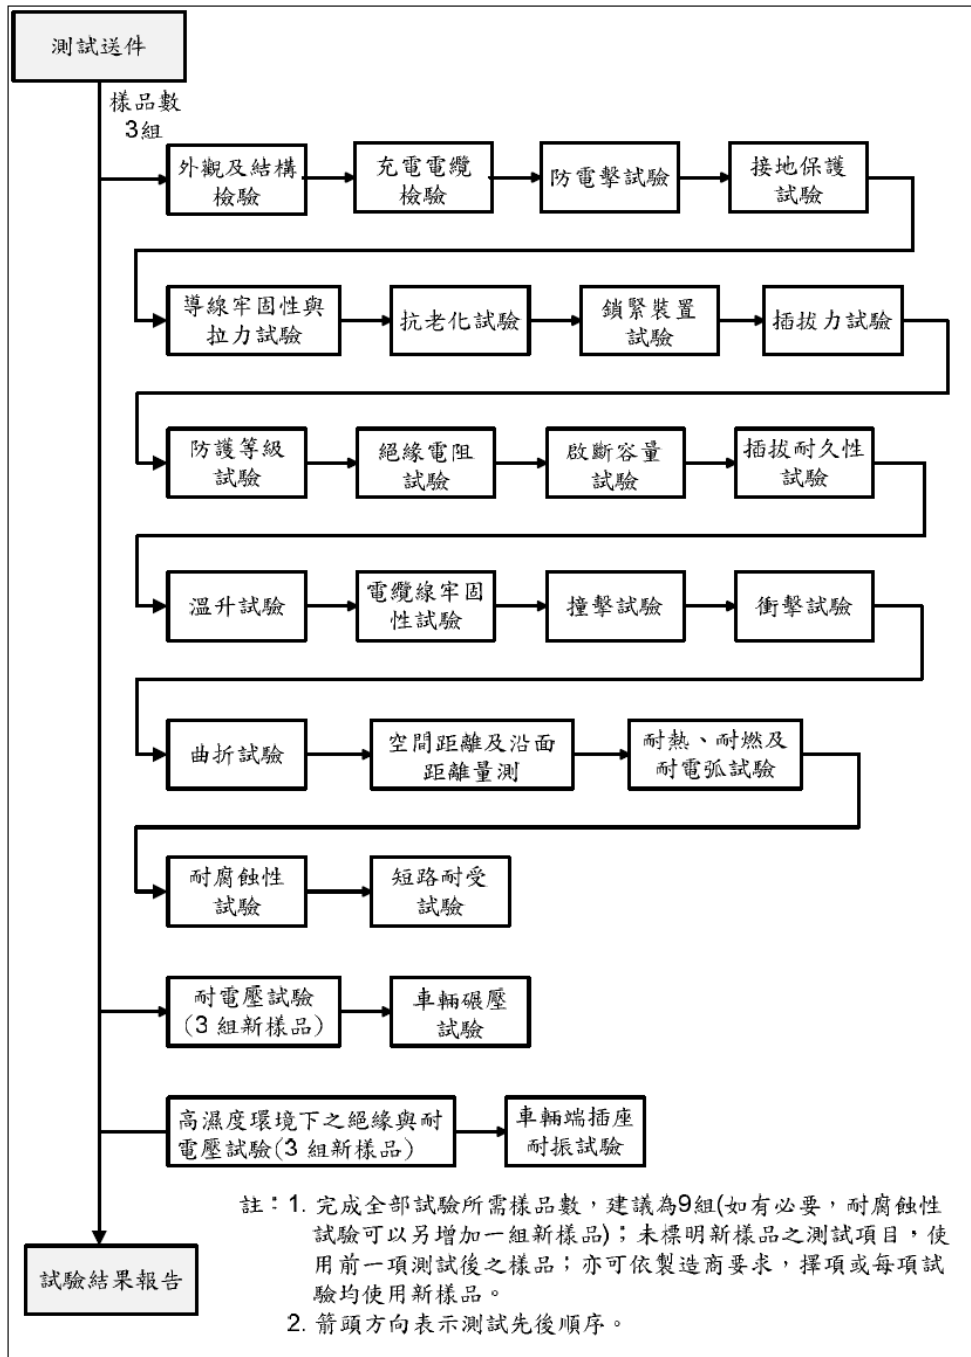 測試送件
樣品數
3組
外觀及結構
檢驗
充電電纜
檢驗
防電擊試驗
接地保護
試驗
導線牢固性與
拉力試驗
抗老化試驗
鎖緊裝置
試驗
插拔力試驗
防護等級
試驗
絕緣電阻
試驗
啟斷容量
試驗
插拔耐久性
試驗
溫升試驗
電纜線牢固
性試驗
撞擊試驗
衝擊試驗
曲折試驗
空間距離及沿面
距離量測
耐熱、耐燃及
耐電弧試驗
耐腐蝕性
試驗
短路耐受
試驗
耐電壓試驗
(3 組新樣品)
車輛碾壓
試驗
高濕度環境下之絕緣與耐
電壓試驗(3 組新樣品)
車輛端插座
耐振試驗
註：1. 完成全部試驗所需樣品數，建議為9組(如有必要，耐腐蝕性
試驗可以另增加一組新樣品)；未標明新樣品之測試項目，使
用前一項測試後之樣品；亦可依製造商要求，擇項或每項試
驗均使用新樣品。
2. 箭頭方向表示測試先後順序。
試驗結果報告